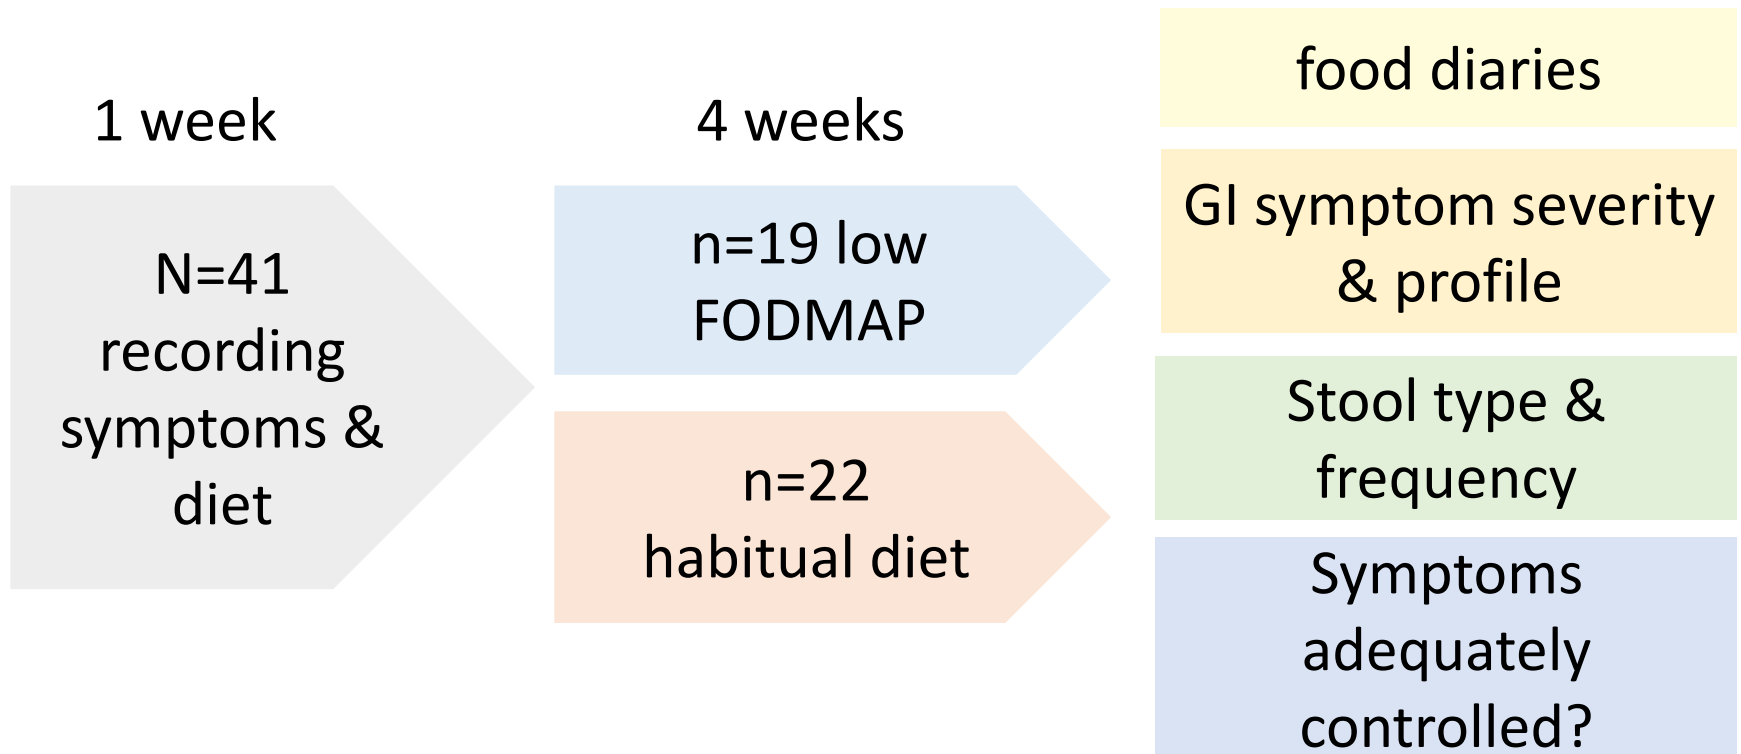 1 week
N=41
recording
symptoms &
diet
4 weeks
n=19 low
FODMAP
n=22
habitual diet
food diaries
GI symptom severity
& profile
Stool type &
frequency
Symptoms
adequately
controlled?